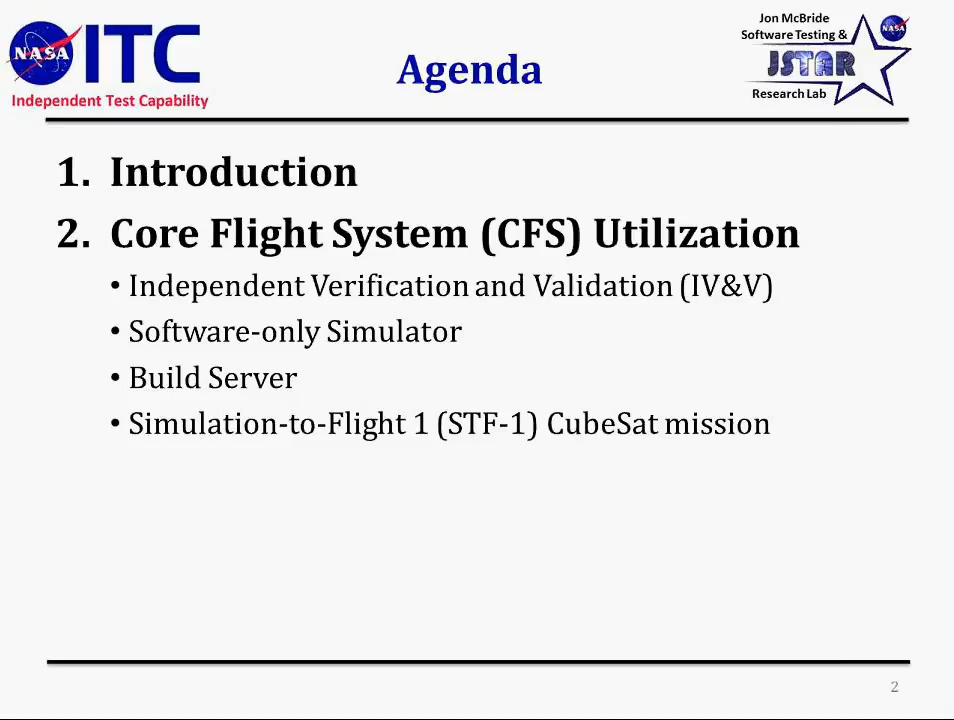 NASA ITC
Independent Test Capability
Agenda
Jon McBride
Software Testing &
JSTAR
NASA
Research Lab
1. Introduction
2. Core Flight System (CFS) Utilization
• Independent Verification and Validation (IV&V)
• Software-only Simulator
• Build Server
• Simulation-to-Flight 1 (STF-1) CubeSat mission
2